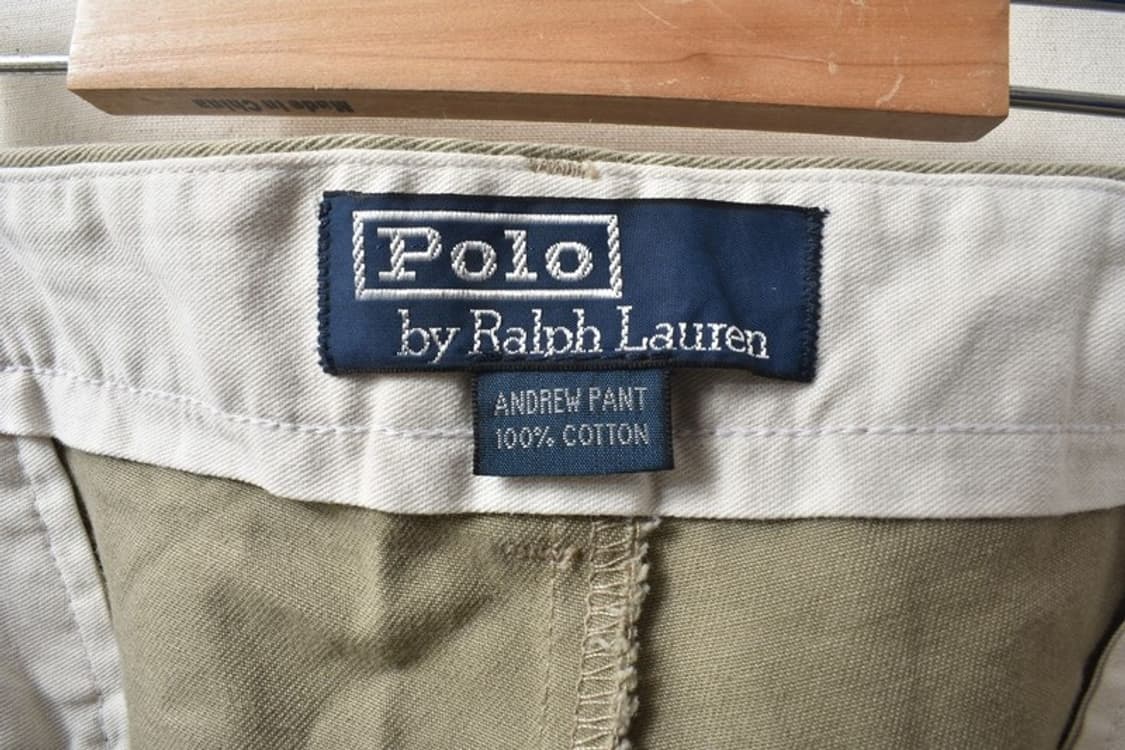 Made in China
Polo
by Ralph Lauren
ANDREW PANT
100% COTTON